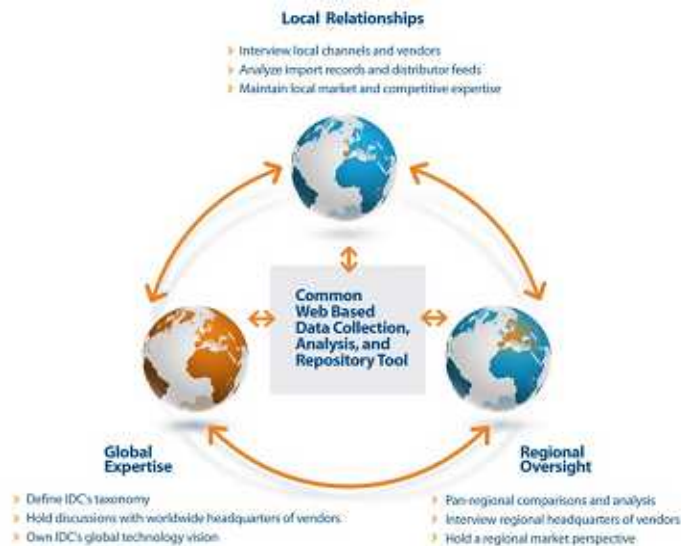 Local Relationships
Interview local channels and vendors
Analyze import records and distributor feeds
Maintain local market and competitive expertise
Common
Web Based
Data Collection,
Analysis, and
Repository Tool
Global
Expertise
Define IDC's taxonomy
Hold discussions with worldwide headquarters of vendors
Own IDC's global technology vision
Regional
Oversight
Pan-regional comparisons and analysis
Interview regional headquarters of vendors
Hold a regional market perspective